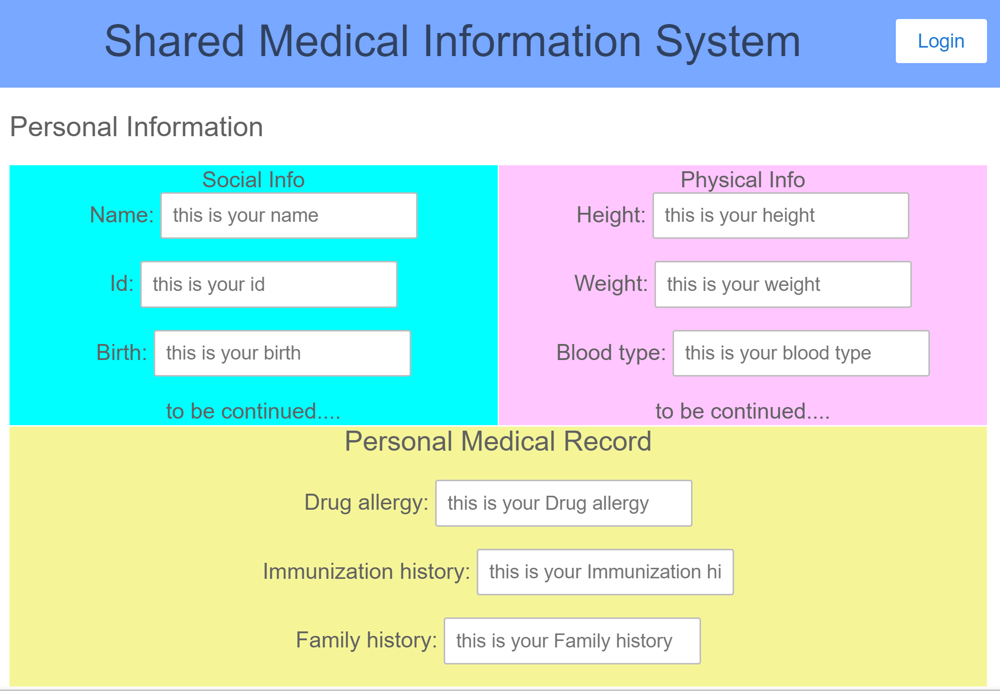 Shared Medical Information System
Login
Personal Information
Social Info
Name: this is your name
Id: this is your id
Birth: this is your birth
to be continued....
Physical Info
Height: this is your height
Weight: this is your weight
Blood type: this is your blood type
to be continued....
Personal Medical Record
Drug allergy: this is your Drug allergy
Immunization history: this is your Immunization hi
Family history: this is your Family history